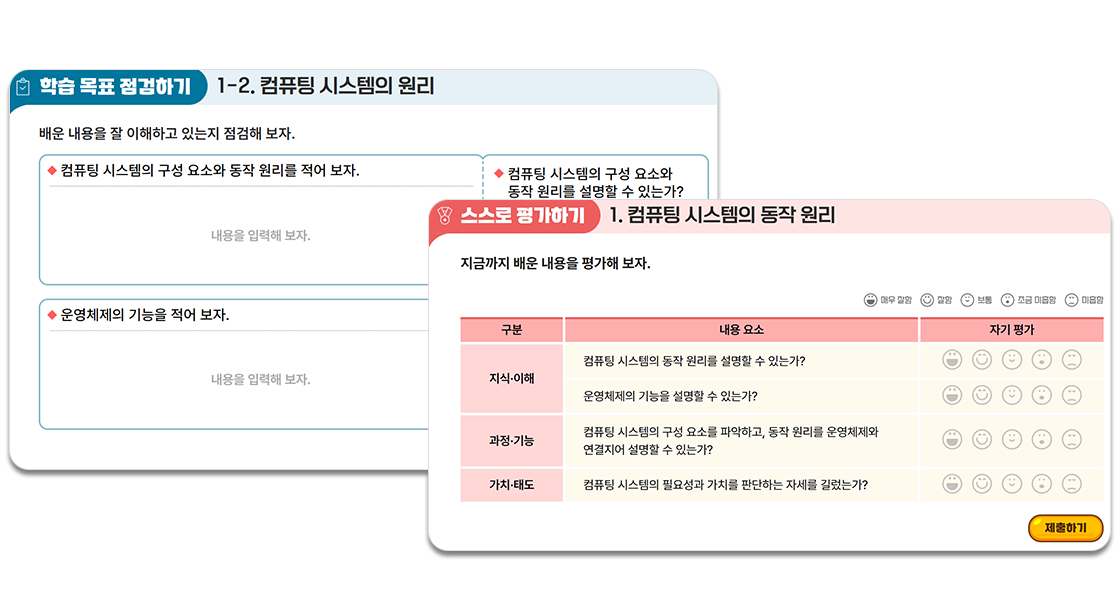 학습 목표 점검하기
1-2. 컴퓨팅 시스템의 원리
배운 내용을 잘 이해하고 있는지 점검해 보자.
컴퓨팅 시스템의 구성 요소와 동작 원리를 적어 보자.
내용을 입력해 보자.
컴퓨팅 시스템의 구성 요소와
동작 원리를 설명할 수 있는가?
운영체제의 기능을 적어 보자.
내용을 입력해 보자.
스스로 평가하기
1. 컴퓨팅 시스템의 동작 원리
지금까지 배운 내용을 평가해 보자.
매우 잘함 잘함 보통 조금 미흡함 미흡함
구분 내용 요소 자기 평가
지식·이해
컴퓨팅 시스템의 동작 원리를 설명할 수 있는가?
운영체제의 기능을 설명할 수 있는가?
과정·기능
컴퓨팅 시스템의 구성 요소를 파악하고, 동작 원리를 운영체제와
연결지어 설명할 수 있는가?
가치·태도
컴퓨팅 시스템의 필요성과 가치를 판단하는 자세를 길렀는가?
제출하기